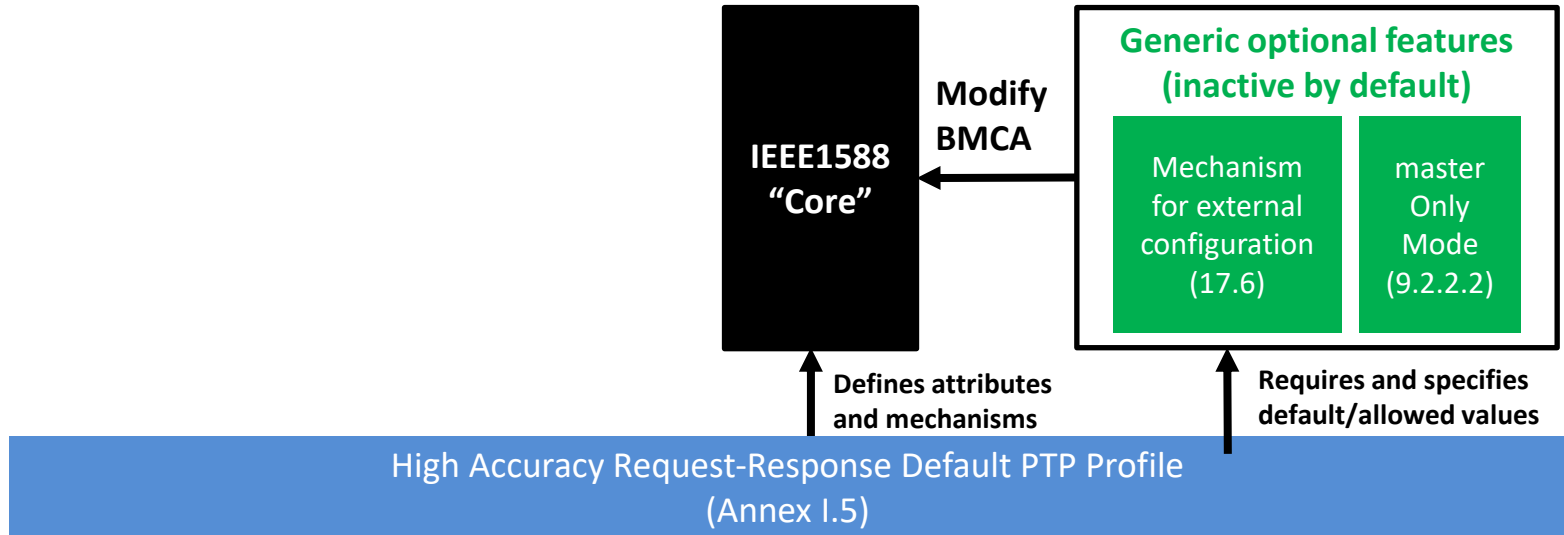 Generic optional features
(inactive by default)
Modify
BMCA
IEEE1588
“Core”
Mechanism
for external
configuration
(17.6)
master
Only
Mode
(9.2.2.2)
Defines attributes
and mechanisms
Requires and specifies
default/allowed values
High Accuracy Request-Response Default PTP Profile
(Annex I.5)